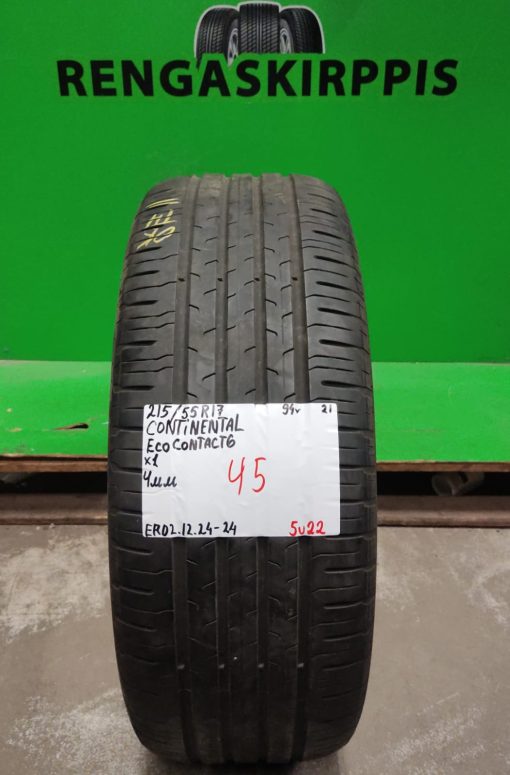 RENGASKIRPPIS
215/55R17 94V 21
CONTINENTAL
ECOCONTACT6
x1
4мм
45
ER02.12.24-24 5u22